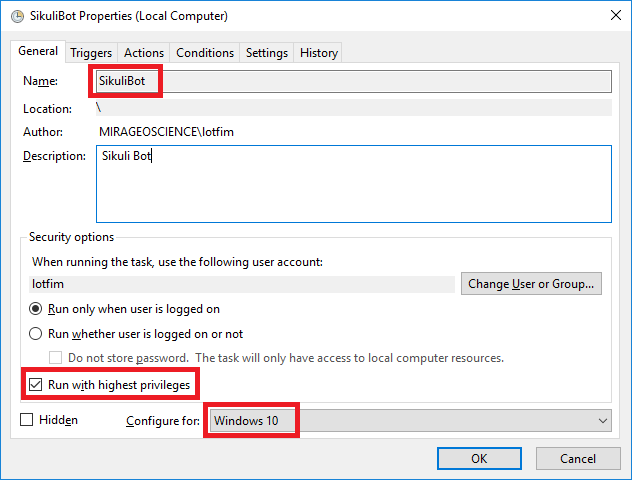 SikuliBot Properties (Local Computer)
General Triggers Actions Conditions Settings History
Name: SikuliBot
Location: \
Author: MIRAGEOSCIENCE\lotfim
Description: Sikuli Bot
Security options
When running the task, use the following user account:
lotfim Change User or Group...
Run only when user is logged on
Run whether user is logged on or not
Do not store password. The task will only have access to local computer resources.
Run with highest privileges
Hidden Configure for: Windows 10
OK Cancel